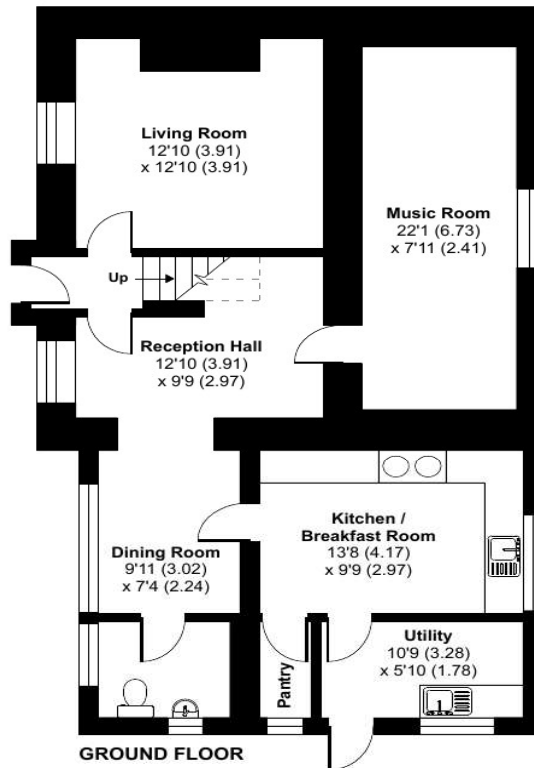 Living Room
12'10 (3.91)
x 12'10 (3.91)
Music Room
22'1 (6.73)
x 7'11 (2.41)
Up
Reception Hall
12'10 (3.91)
x 9'9 (2.97)
Kitchen /
Breakfast Room
13'8 (4.17)
x 9'9 (2.97)
Dining Room
9'11 (3.02)
x 7'4 (2.24)
Utility
10'9 (3.28)
x 5'10 (1.78)
Pantry
GROUND FLOOR